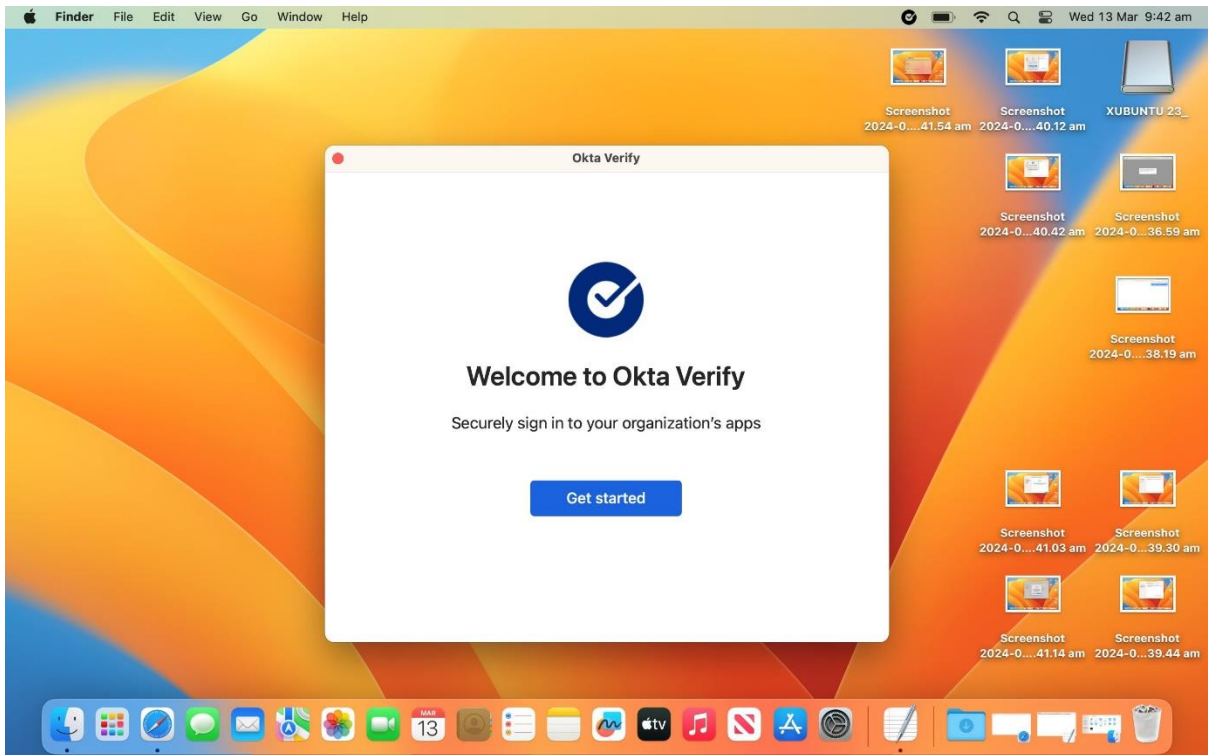 Finder File Edit View Go Window Help Wed 13 Mar 9:42 am
Screenshot
2024-0....41.54 am
Screenshot
2024-0....40.12 am
XUBUNTU 23_
Okta Verify
Screenshot
2024-0...40.42 am
Screenshot
2024-0...36.59 am
Welcome to Okta Verify
Securely sign in to your organization's apps
Get started
Screenshot
2024-0....38.19 am
Screenshot
2024-0....41.03 am
Screenshot
2024-0...39.30 am
Screenshot
2024-0....41.14 am
Screenshot
2024-0...39.44 am
MAR
13
tv